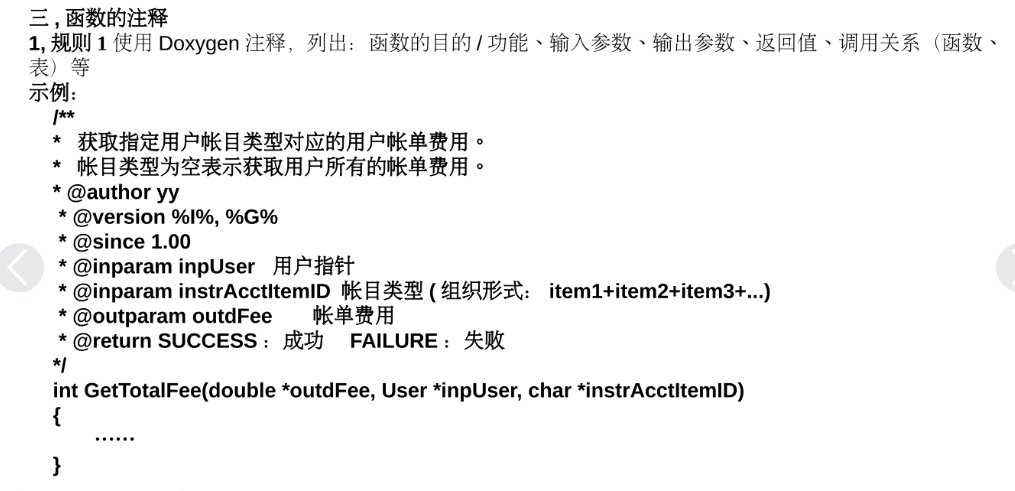 三 , 函数的注释
1, 规则 1 使用 Doxygen 注释，列出：函数的目的 / 功能、输入参数、输出参数、返回值、调用关系（函数、
表）等
示例：
/**
* 获取指定用户帐目类型对应的用户帐单费用。
* 帐目类型为空表示获取用户所有的帐单费用。
* @author yy
* @version %I%, %G%
* @since 1.00
* @inparam inpUser 用户指针
* @inparam instrAcctItemID 帐目类型 ( 组织形式： item1+item2+item3+...)
* @outparam outdFee 帐单费用
* @return SUCCESS ：成功 FAILURE ：失败
*/
int GetTotalFee(double *outdFee, User *inpUser, char *instrAcctItemID)
{
……
}